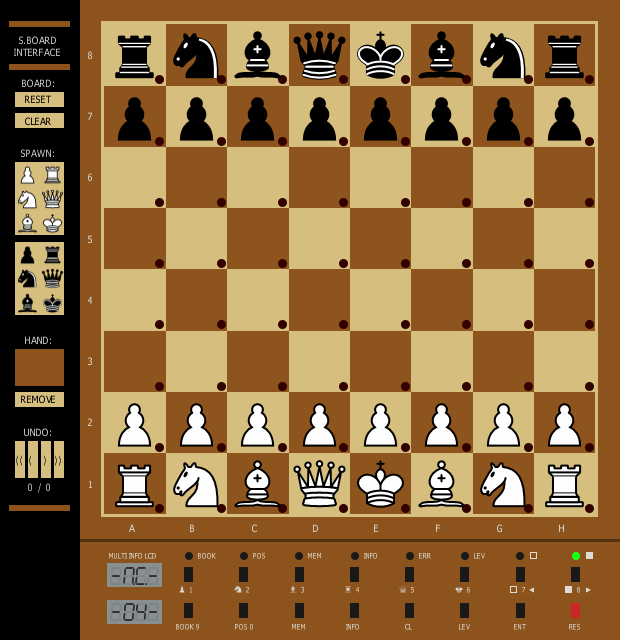 S.BOARD
INTERFACE
BOARD:
RESET
CLEAR
SPAWN:
HAND:
REMOVE
UNDO:
⟨⟨ ⟨ ⟩ ⟩⟩
0 / 0
8
7
6
5
4
3
2
1
A B C D E F G H
MULTI INFO LCD BOOK POS MEM INFO ERR LEV
1 2 3 4 5 6 7 8
-04-
BOOK 9 POS 0 MEM INFO CL LEV ENT RES